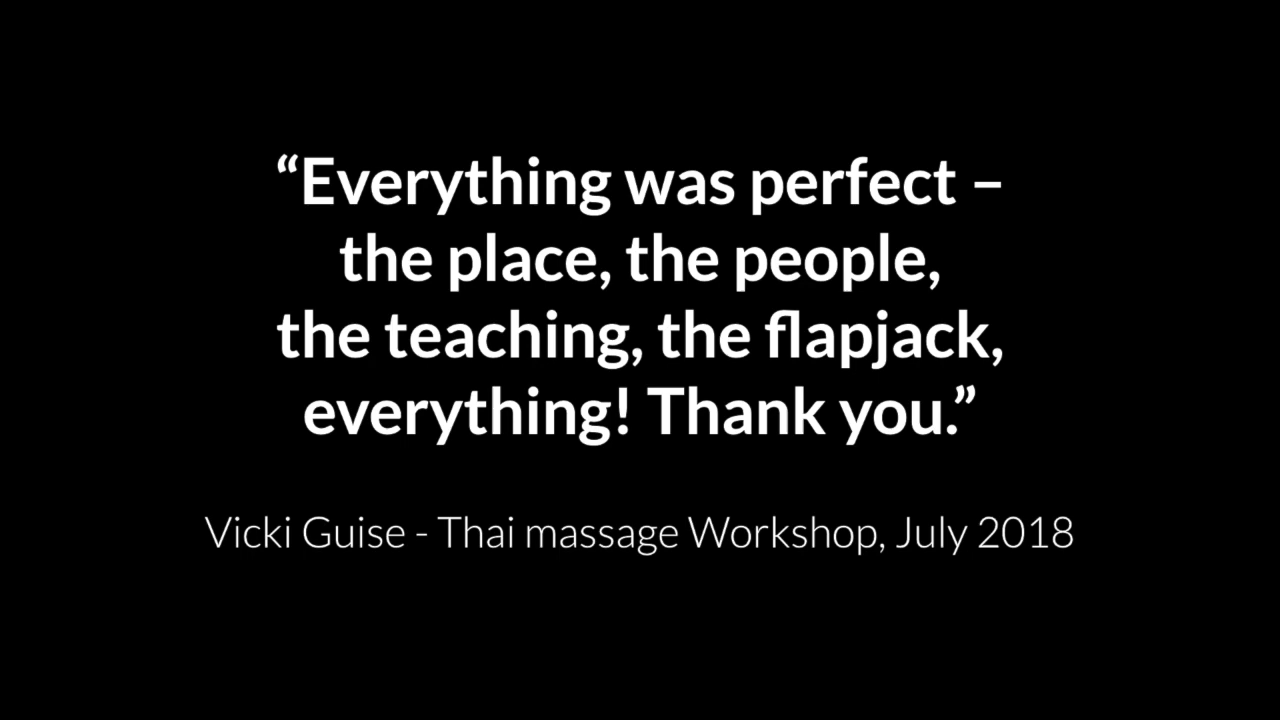 “Everything was perfect –
the place, the people,
the teaching, the flapjack,
everything! Thank you.”
Vicki Guise - Thai massage Workshop, July 2018